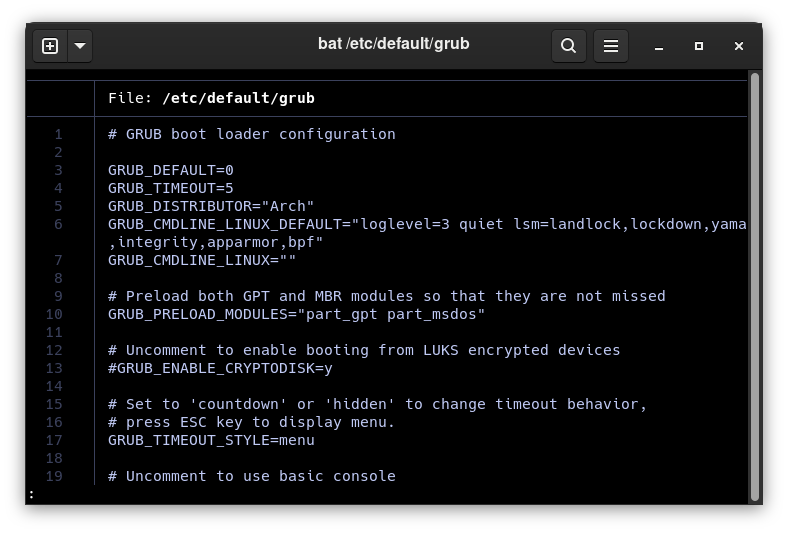 bat /etc/default/grub
File: /etc/default/grub
1 # GRUB boot loader configuration
2
3 GRUB_DEFAULT=0
4 GRUB_TIMEOUT=5
5 GRUB_DISTRIBUTOR="Arch"
6 GRUB_CMDLINE_LINUX_DEFAULT="loglevel=3 quiet lsm=landlock,lockdown,yama
,integrity,apparmor,bpf"
7 GRUB_CMDLINE_LINUX=""
8
9 # Preload both GPT and MBR modules so that they are not missed
10 GRUB_PRELOAD_MODULES="part_gpt part_msdos"
11
12 # Uncomment to enable booting from LUKS encrypted devices
13 #GRUB_ENABLE_CRYPTODISK=y
14
15 # Set to 'countdown' or 'hidden' to change timeout behavior,
16 # press ESC key to display menu.
17 GRUB_TIMEOUT_STYLE=menu
18
19 # Uncomment to use basic console
: